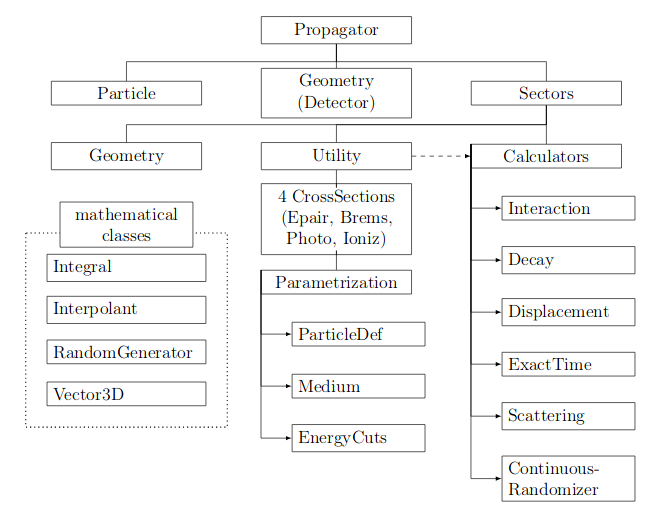 Propagator
Particle
Geometry
(Detector)
Sectors
Geometry
Utility
Calculators
mathematical
classes
Integral
Interpolant
RandomGenerator
Vector3D
4 CrossSections
(Epair, Brems,
Photo, Ioniz)
Parametrization
ParticleDef
Medium
EnergyCuts
Interaction
Decay
Displacement
ExactTime
Scattering
Continuous-
Randomizer